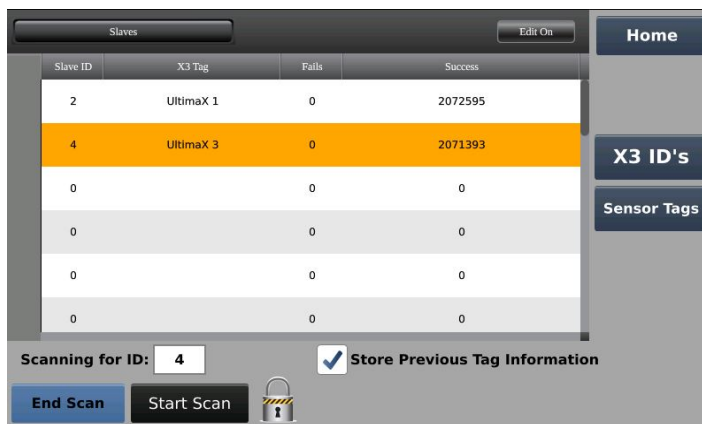 Slaves Edit On Home
Slave ID X3 Tag Fails Success
2 UltimaX 1 0 2072595
4 UltimaX 3 0 2071393
X3 ID's
0 0 0
Sensor Tags
0 0 0
0 0 0
0 0 0
Scanning for ID: 4 Store Previous Tag Information
End Scan Start Scan